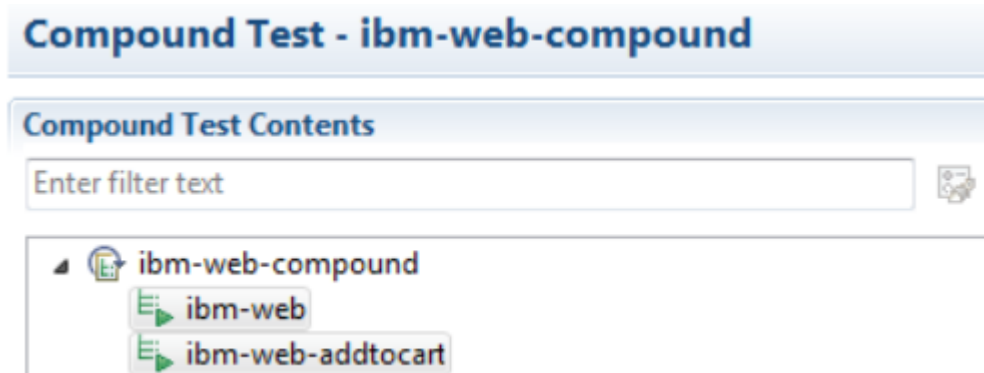 Compound Test - ibm-web-compound
Compound Test Contents
Enter filter text
ibm-web-compound
ibm-web
ibm-web-addtocart